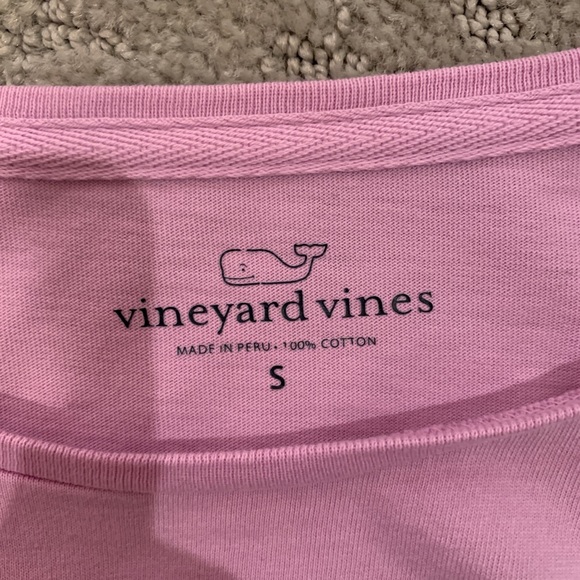 vineyard vines
MADE IN PERU • 100% COTTON
S